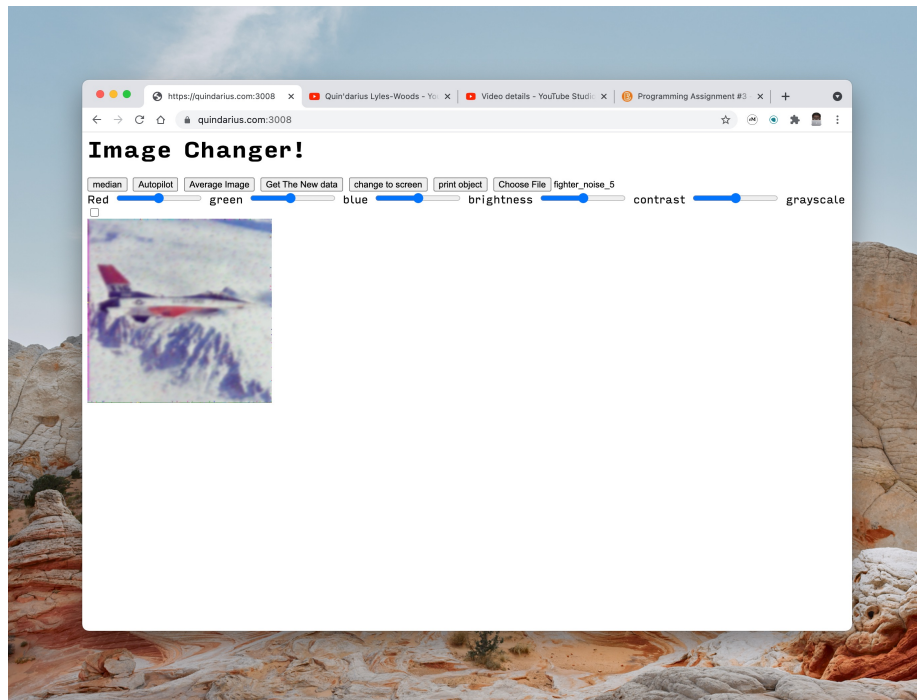 https://quindarius.com:3008
Quin'darius Lyles-Woods - Yo
Video details - YouTube Studio
Programming Assignment #3 -
quindarius.com:3008
Image Changer!
median Autopilot Average Image Get The New data change to screen print object Choose File fighter_noise_5
Red green blue brightness contrast grayscale